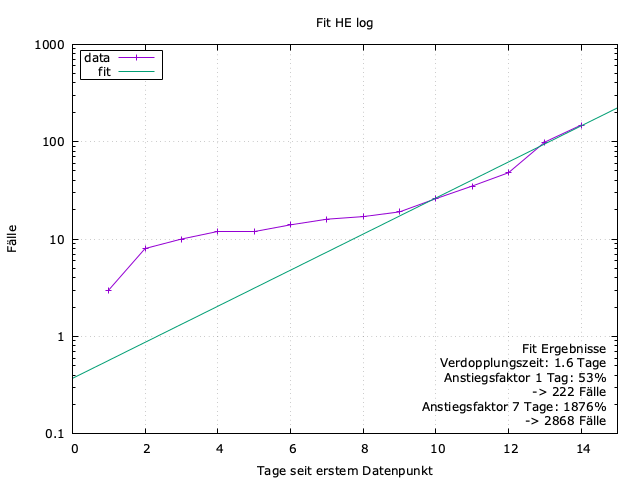 Fit HE log
1000
100
10
1
0.1
Fälle
data
fit
Fit Ergebnisse
Verdopplungszeit: 1.6 Tage
Anstiegsfaktor 1 Tag: 53%
-> 222 Fälle
Anstiegsfaktor 7 Tage: 1876%
-> 2868 Fälle
0 2 4 6 8 10 12 14
Tage seit erstem Datenpunkt